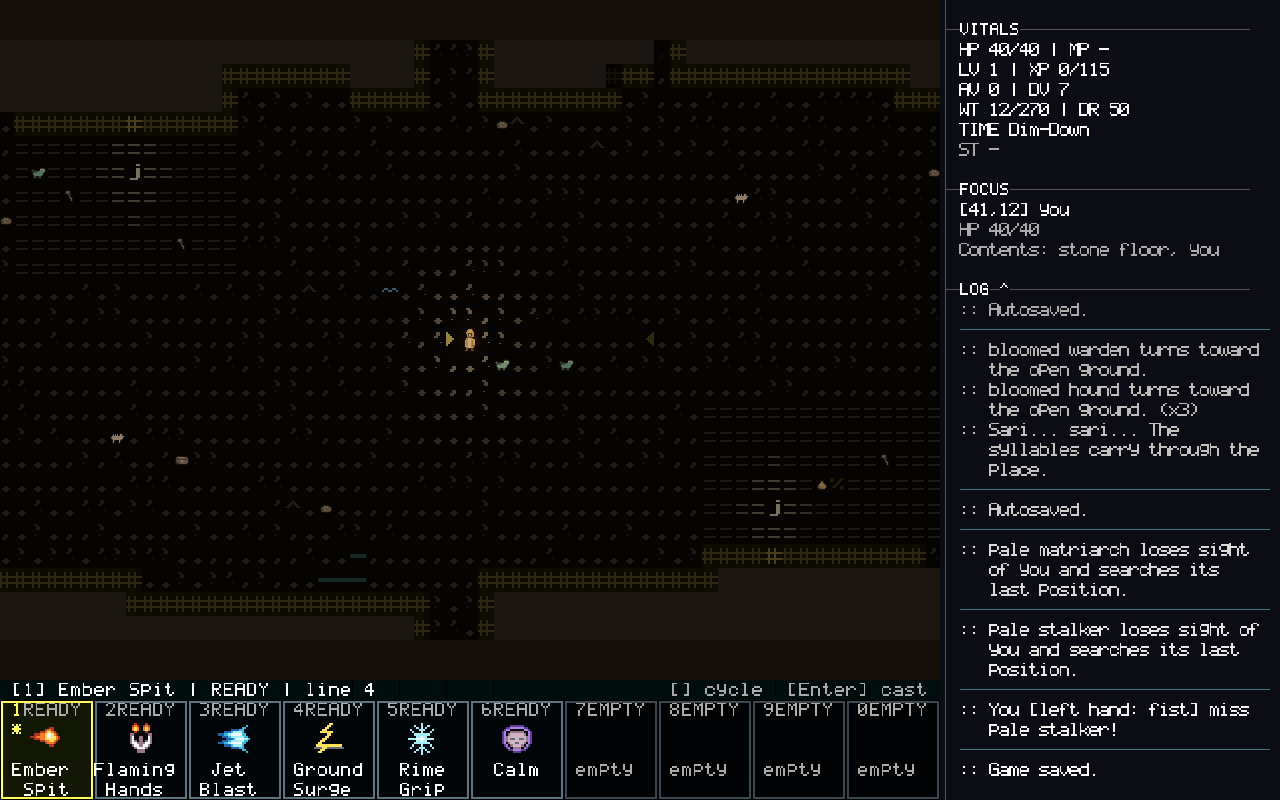 VITALS
HP 40/40 | MP -
LV 1 | XP 0/115
AV 0 | DV 7
WT 12/270 | DR 50
TIME Dim-Down
ST -
FOCUS
[41,12] You
HP 40/40
Contents: stone floor, You
LOG ^
:: Autosaved.
:: bloomed warden turns toward
the open ground.
:: bloomed hound turns toward
the open ground. (x3)
:: Sari... sari... The
syllables carry through the
Place.
:: Autosaved.
:: Pale matriarch loses sight
of You and searches its
last Position.
:: Pale stalker loses sight of
You and searches its last
Position.
:: You [left hand: fist] miss
Pale stalker!
:: Game saved.
j
j
[1] Ember Spit | READY | line 4
[] cycle [Enter] cast
1READY 2READY 3READY 4READY 5READY 6READY 7EMPTY 8EMPTY 9EMPTY 0EMPTY
*
Ember Flaming Jet Ground Rime Calm empty empty empty empty
Spit Hands Blast Surge Grip